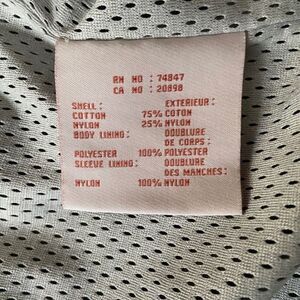 RN NO : 74847
CA NO : 20898
SHELL : EXTERIEUR :
COTTON 75% COTON
NYLON 25% NYLON
BODY LINING : DOUBLURE
DE CORPS :
POLYESTER 100% POLYESTER
SLEEVE LINING : DOUBLURE
DES MANCHES :
NYLON 100% NYLON